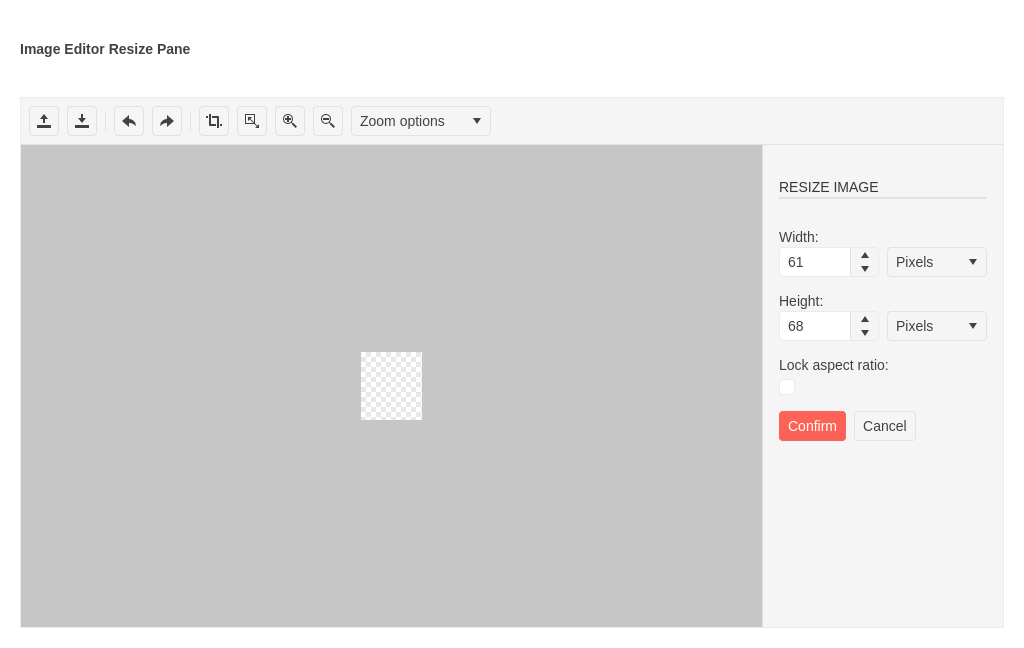 Image Editor Resize Pane
Zoom options
RESIZE IMAGE
Width:
61 Pixels
Height:
68 Pixels
Lock aspect ratio:
Confirm Cancel